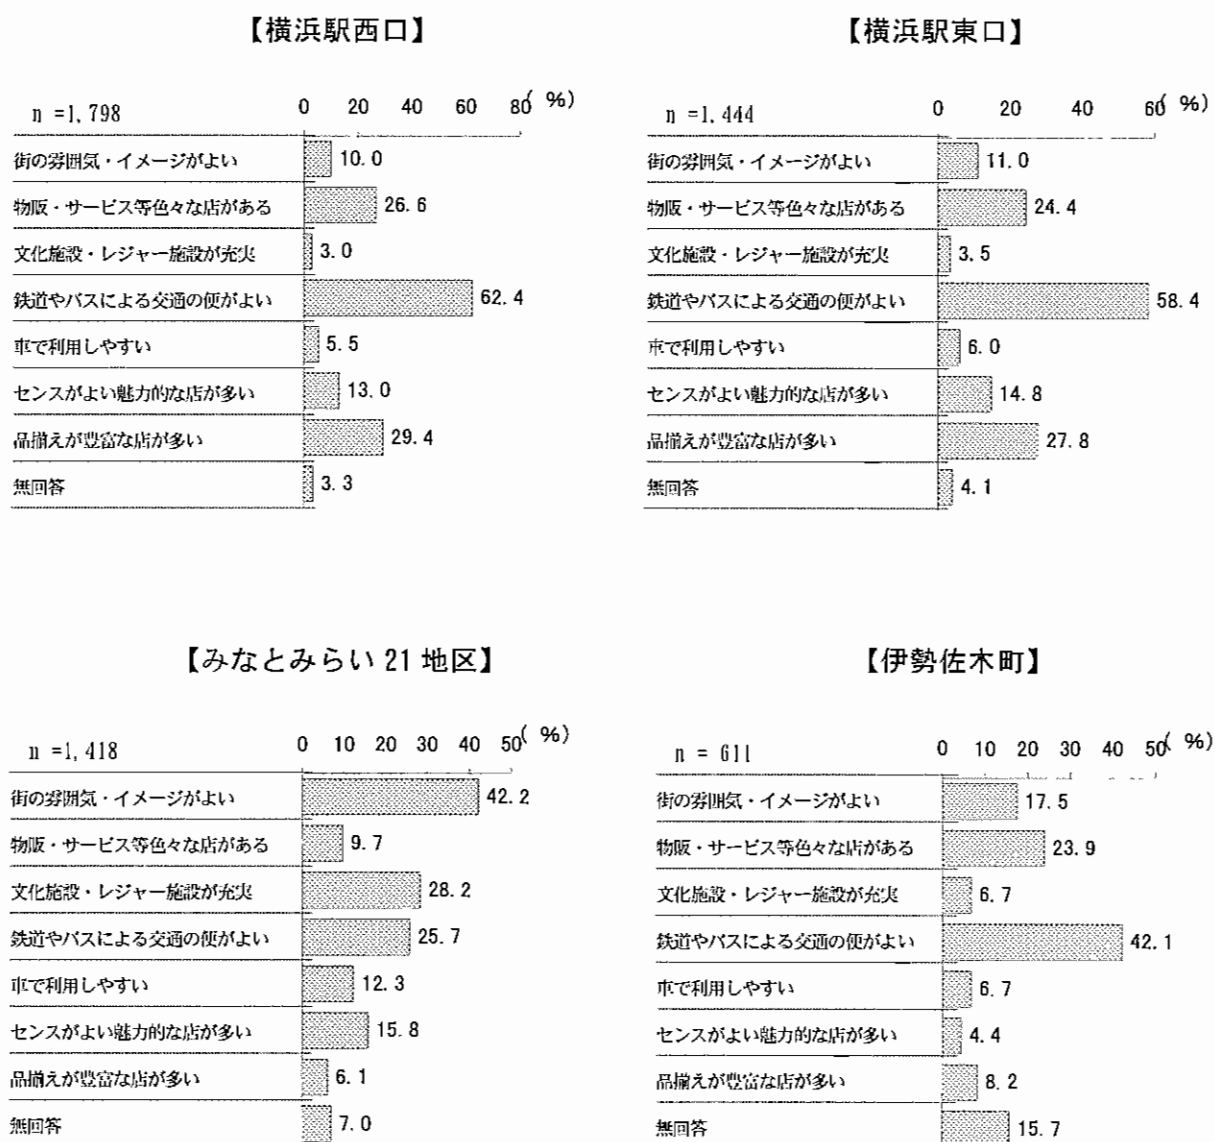 【横浜駅西口】
n =1,798
0 20 40 60 80( %)
街の雰囲気・イメージがよい 10.0
物販・サービス等色々な店がある 26.6
文化施設・レジャー施設が充実 3.0
鉄道やバスによる交通の便がよい 62.4
車で利用しやすい 5.5
センスがよい魅力的な店が多い 13.0
品揃えが豊富な店が多い 29.4
無回答 3.3
【横浜駅東口】
n =1,444
0 20 40 60( %)
街の雰囲気・イメージがよい 11.0
物販・サービス等色々な店がある 24.4
文化施設・レジャー施設が充実 3.5
鉄道やバスによる交通の便がよい 58.4
車で利用しやすい 6.0
センスがよい魅力的な店が多い 14.8
品揃えが豊富な店が多い 27.8
無回答 4.1
【みなとみらい 21 地区】
n =1,418
0 10 20 30 40 50( %)
街の雰囲気・イメージがよい 42.2
物販・サービス等色々な店がある 9.7
文化施設・レジャー施設が充実 28.2
鉄道やバスによる交通の便がよい 25.7
車で利用しやすい 12.3
センスがよい魅力的な店が多い 15.8
品揃えが豊富な店が多い 6.1
無回答 7.0
【伊勢佐木町】
n = 611
0 10 20 30 40 50( %)
街の雰囲気・イメージがよい 17.5
物販・サービス等色々な店がある 23.9
文化施設・レジャー施設が充実 6.7
鉄道やバスによる交通の便がよい 42.1
車で利用しやすい 6.7
センスがよい魅力的な店が多い 4.4
品揃えが豊富な店が多い 8.2
無回答 15.7